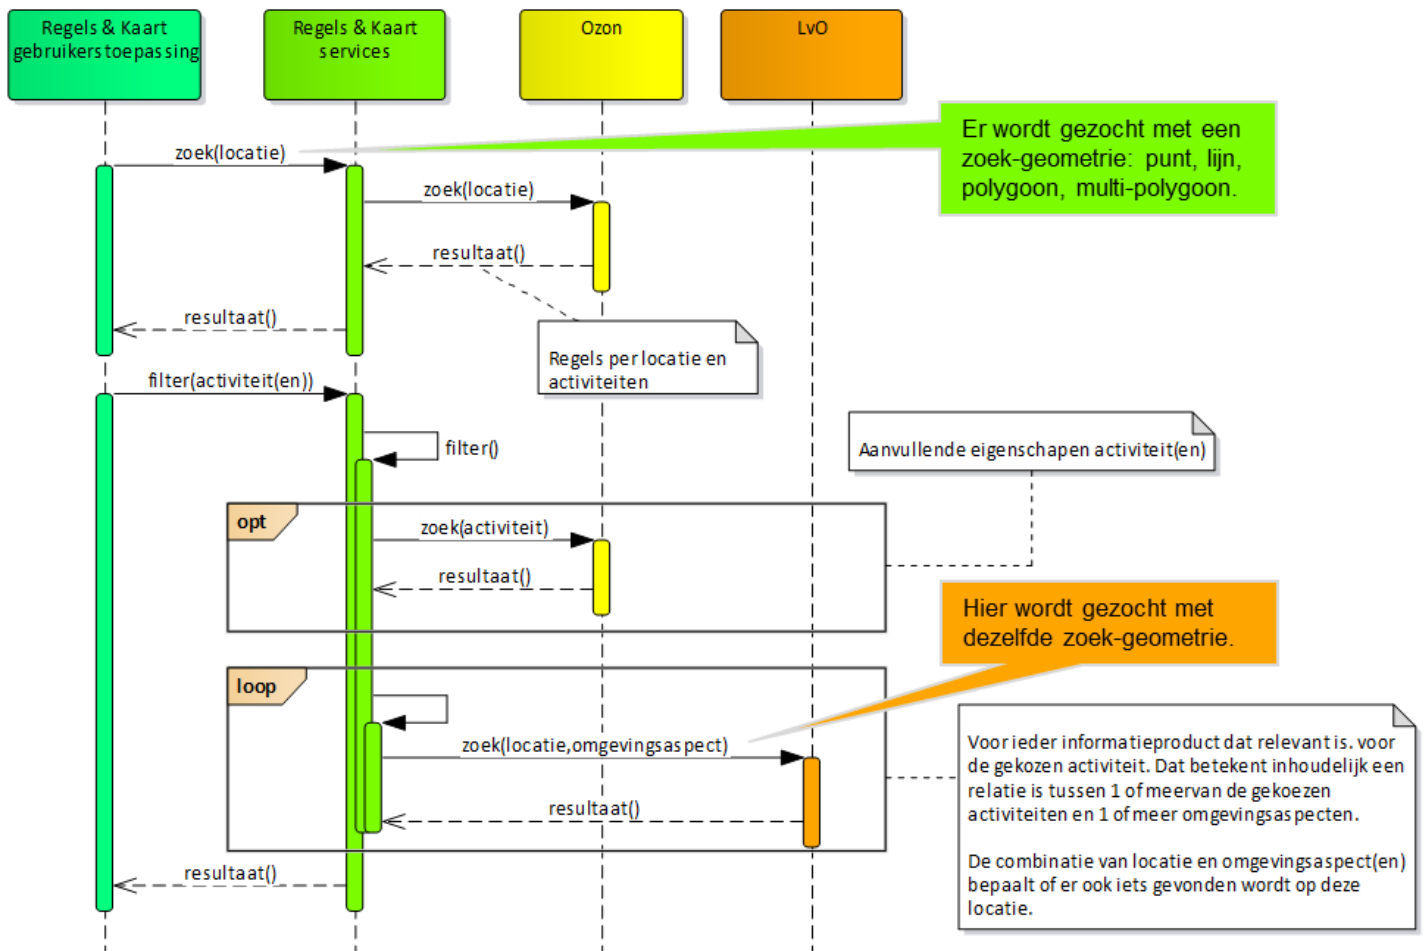 Regels & Kaart
gebruikerstoepassing
Regels & Kaart
services
Ozon
LvO
Er wordt gezocht met een
zoek-geometrie: punt, lijn,
polygoon, multi-polygoon.
zoek(locatie)
zoek(locatie)
resultaat()
resultaat()
Regels per locatie en
activiteiten
filter(activiteit(en))
filter()
Aanvullende eigenschapen activiteit(en)
opt
zoek(activiteit)
resultaat()
Hier wordt gezocht met
dezelfde zoek-geometrie.
loop
zoek(locatie,omgevingsaspect)
resultaat()
Voor ieder informatieproduct dat relevant is. voor
de gekozen activiteit. Dat betekent inhoudelijk een
relatie is tussen 1 of meer van de gekoezen
activiteiten en 1 of meer omgevingsaspecten.
De combinatie van locatie en omgevingsaspect(en)
bepaalt of er ook iets gevonden wordt op deze
locatie.
resultaat()